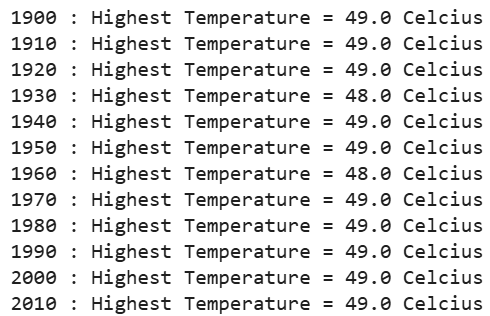 1900 : Highest Temperature = 49.0 Celcius
1910 : Highest Temperature = 49.0 Celcius
1920 : Highest Temperature = 49.0 Celcius
1930 : Highest Temperature = 48.0 Celcius
1940 : Highest Temperature = 49.0 Celcius
1950 : Highest Temperature = 49.0 Celcius
1960 : Highest Temperature = 48.0 Celcius
1970 : Highest Temperature = 49.0 Celcius
1980 : Highest Temperature = 49.0 Celcius
1990 : Highest Temperature = 49.0 Celcius
2000 : Highest Temperature = 49.0 Celcius
2010 : Highest Temperature = 49.0 Celcius